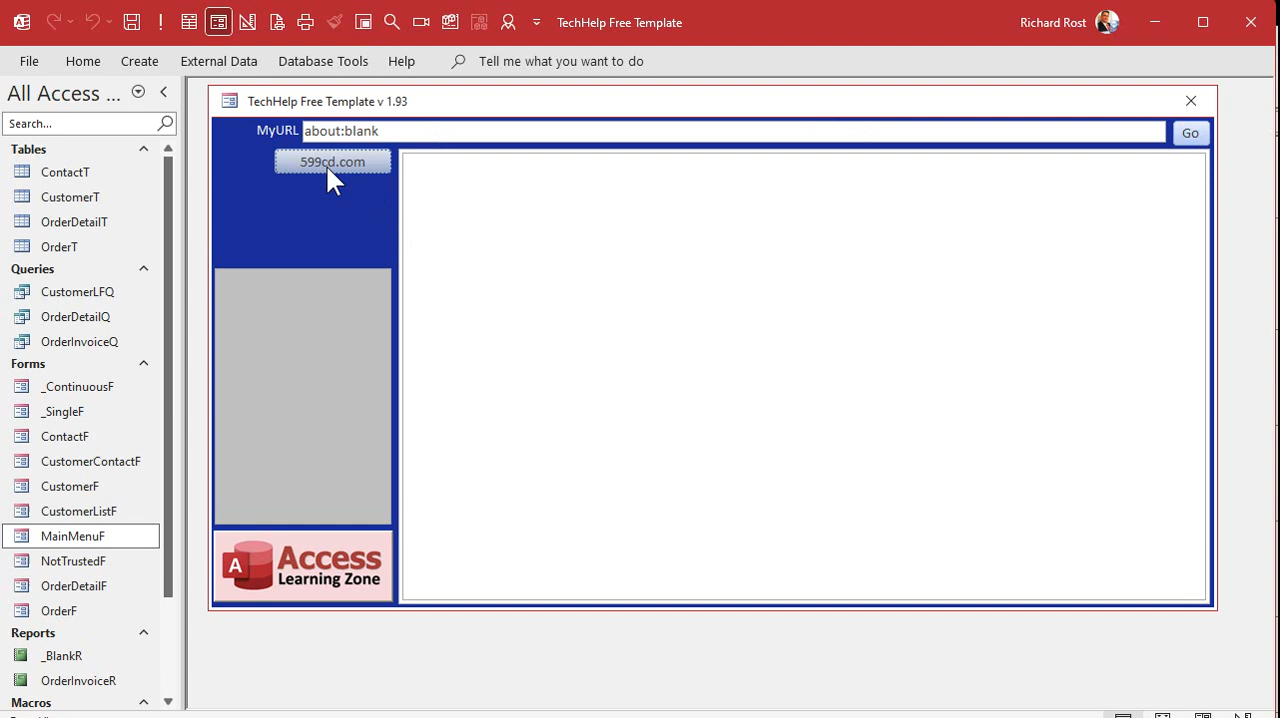 TechHelp Free Template
Richard Rost
File Home Create External Data Database Tools Help Tell me what you want to do
All Access ...
Search...
Tables
ContactT
CustomerT
OrderDetailT
OrderT
Queries
CustomerLFQ
OrderDetailQ
OrderInvoiceQ
Forms
_ContinuousF
_SingleF
ContactF
CustomerContactF
CustomerF
CustomerListF
MainMenuF
NotTrustedF
OrderDetailF
OrderF
Reports
_BlankR
OrderInvoiceR
Macros
TechHelp Free Template v 1.93
MyURL about:blank Go
599cd.com
A Access
Learning Zone